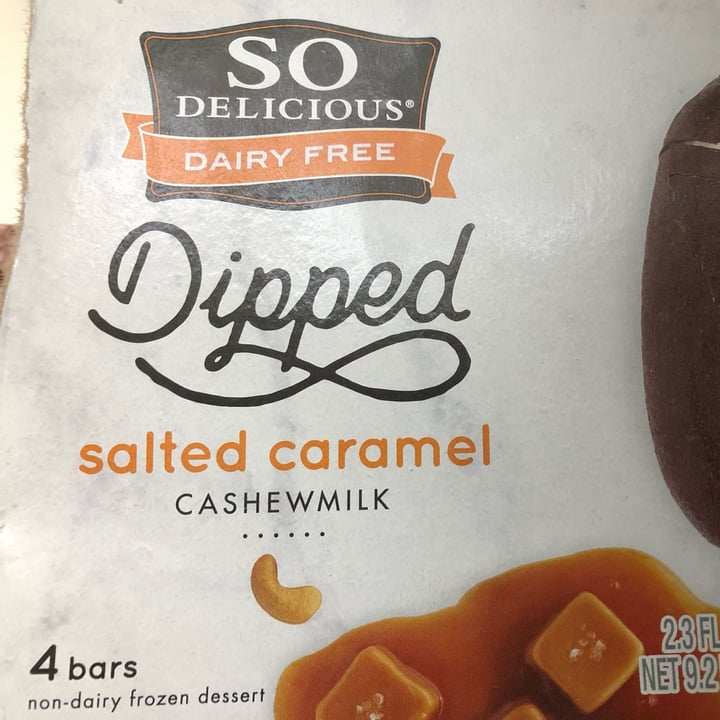 SO
DELICIOUS®
DAIRY FREE
Dipped
salted caramel
CASHEWMILK
4 bars
non-dairy frozen dessert
2.3 FL
NET 9.2